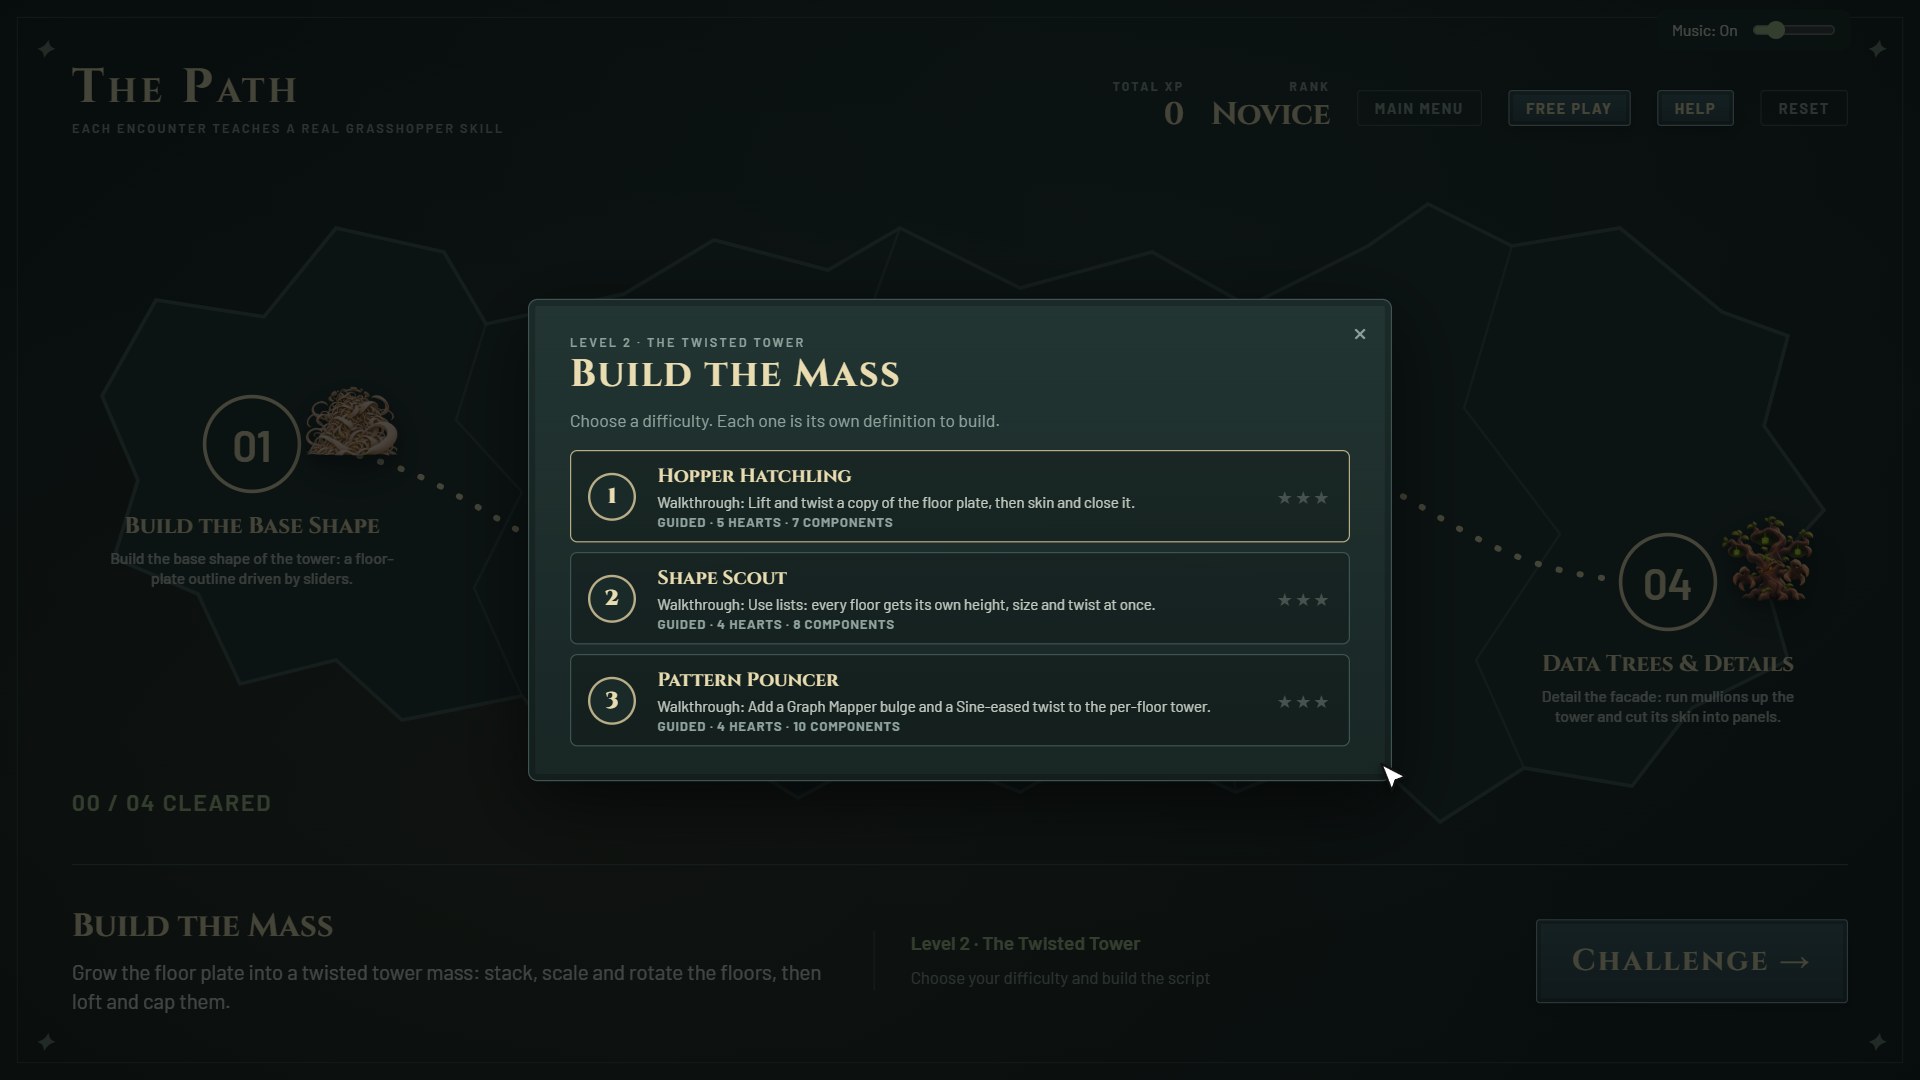 Music: On
THE PATH
EACH ENCOUNTER TEACHES A REAL GRASSHOPPER SKILL
TOTAL XP
0
RANK
NOVICE
MAIN MENU
FREE PLAY
HELP
RESET
LEVEL 2 · THE TWISTED TOWER
BUILD THE MASS
×
Choose a difficulty. Each one is its own definition to build.
1
HOPPER HATCHLING
Walkthrough: Lift and twist a copy of the floor plate, then skin and close it.
GUIDED · 5 HEARTS · 7 COMPONENTS
★★★
2
SHAPE SCOUT
Walkthrough: Use lists: every floor gets its own height, size and twist at once.
GUIDED · 4 HEARTS · 8 COMPONENTS
★★★
3
PATTERN POUNCER
Walkthrough: Add a Graph Mapper bulge and a Sine-eased twist to the per-floor tower.
GUIDED · 4 HEARTS · 10 COMPONENTS
★★★
01
BUILD THE BASE SHAPE
Build the base shape of the tower: a floor-
plate outline driven by sliders.
04
DATA TREES & DETAILS
Detail the facade: run mullions up the
tower and cut its skin into panels.
00 / 04 CLEARED
BUILD THE MASS
Grow the floor plate into a twisted tower mass: stack, scale and rotate the floors, then
loft and cap them.
Level 2 · The Twisted Tower
Choose your difficulty and build the script
CHALLENGE →